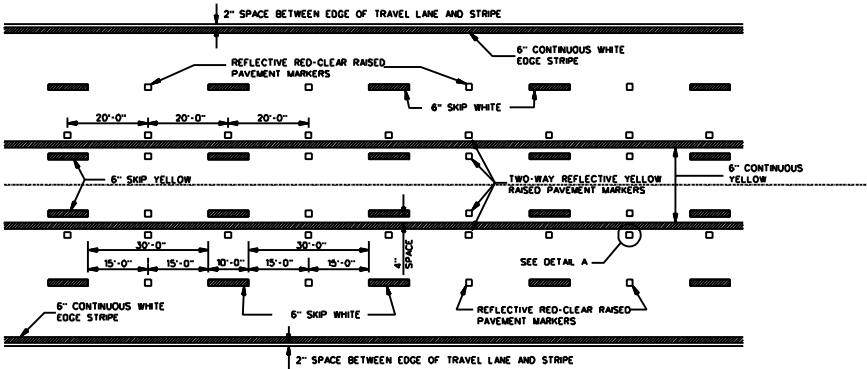 2" SPACE BETWEEN EDGE OF TRAVEL LANE AND STRIPE
6" CONTINUOUS WHITE
EDGE STRIPE
REFLECTIVE RED-CLEAR RAISED
PAVEMENT MARKERS
6" SKIP WHITE
20'-0" 20'-0" 20'-0"
6" SKIP YELLOW
TWO-WAY REFLECTIVE YELLOW
RAISED PAVEMENT MARKERS
6" CONTINUOUS
YELLOW
30'-0" 30'-0"
15'-0" 15'-0" 10'-0" 15'-0" 15'-0"
4"
SPACE
SEE DETAIL A
6" CONTINUOUS WHITE
EDGE STRIPE
6" SKIP WHITE
REFLECTIVE RED-CLEAR RAISED
PAVEMENT MARKERS
2" SPACE BETWEEN EDGE OF TRAVEL LANE AND STRIPE